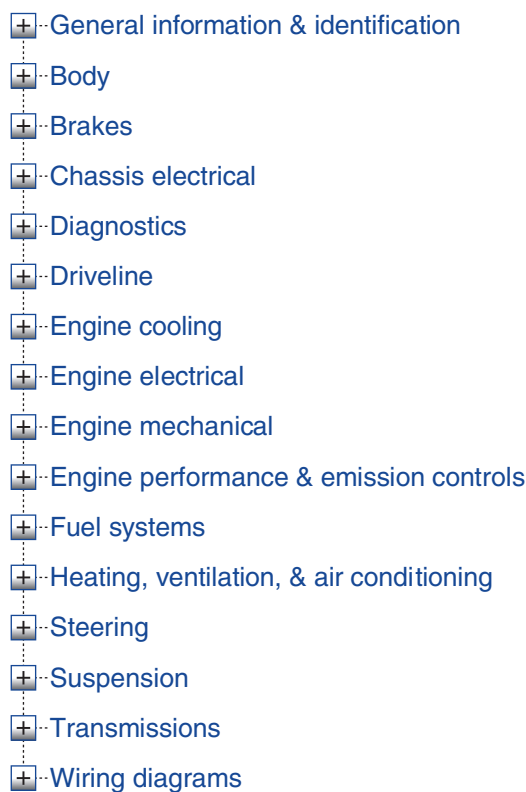 General information & identification
Body
Brakes
Chassis electrical
Diagnostics
Driveline
Engine cooling
Engine electrical
Engine mechanical
Engine performance & emission controls
Fuel systems
Heating, ventilation, & air conditioning
Steering
Suspension
Transmissions
Wiring diagrams